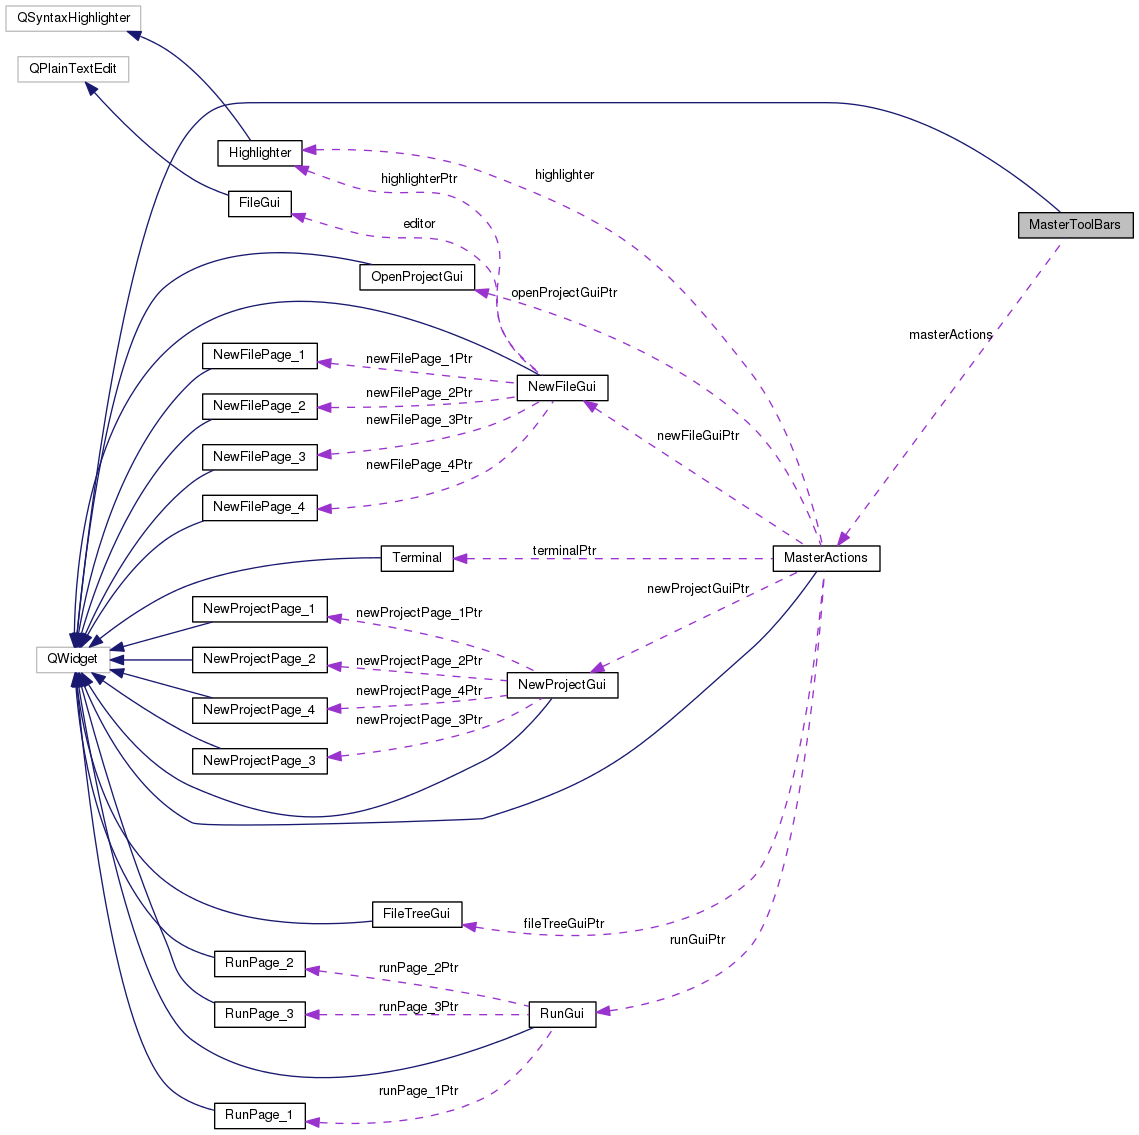 QSyntaxHighlighter
QPlainTextEdit
Highlighter
highlighter
highlighterPtr
FileGui
editor
MasterToolBars
OpenProjectGui
openProjectGuiPtr
masterActions
NewFilePage_1
newFilePage_1Ptr
NewFileGui
newFilePage_2Ptr
NewFilePage_2
newFilePage_3Ptr
newFileGuiPtr
NewFilePage_3
newFilePage_4Ptr
NewFilePage_4
Terminal
terminalPtr
MasterActions
newProjectGuiPtr
NewProjectPage_1
newProjectPage_1Ptr
QWidget
NewProjectPage_2
newProjectPage_2Ptr
NewProjectGui
newProjectPage_4Ptr
NewProjectPage_4
newProjectPage_3Ptr
NewProjectPage_3
FileTreeGui
fileTreeGuiPtr
runGuiPtr
RunPage_2
runPage_2Ptr
runPage_3Ptr
RunPage_3
RunGui
runPage_1Ptr
RunPage_1